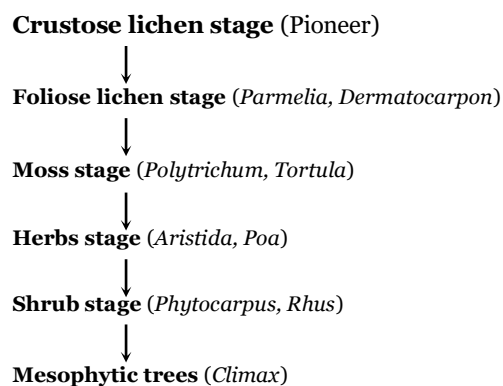 Crustose lichen stage (Pioneer)
Foliose lichen stage (Parmelia, Dermatocarpon)
Moss stage (Polytrichum, Tortula)
Herbs stage (Aristida, Poa)
Shrub stage (Phytocarpus, Rhus)
Mesophytic trees (Climax)